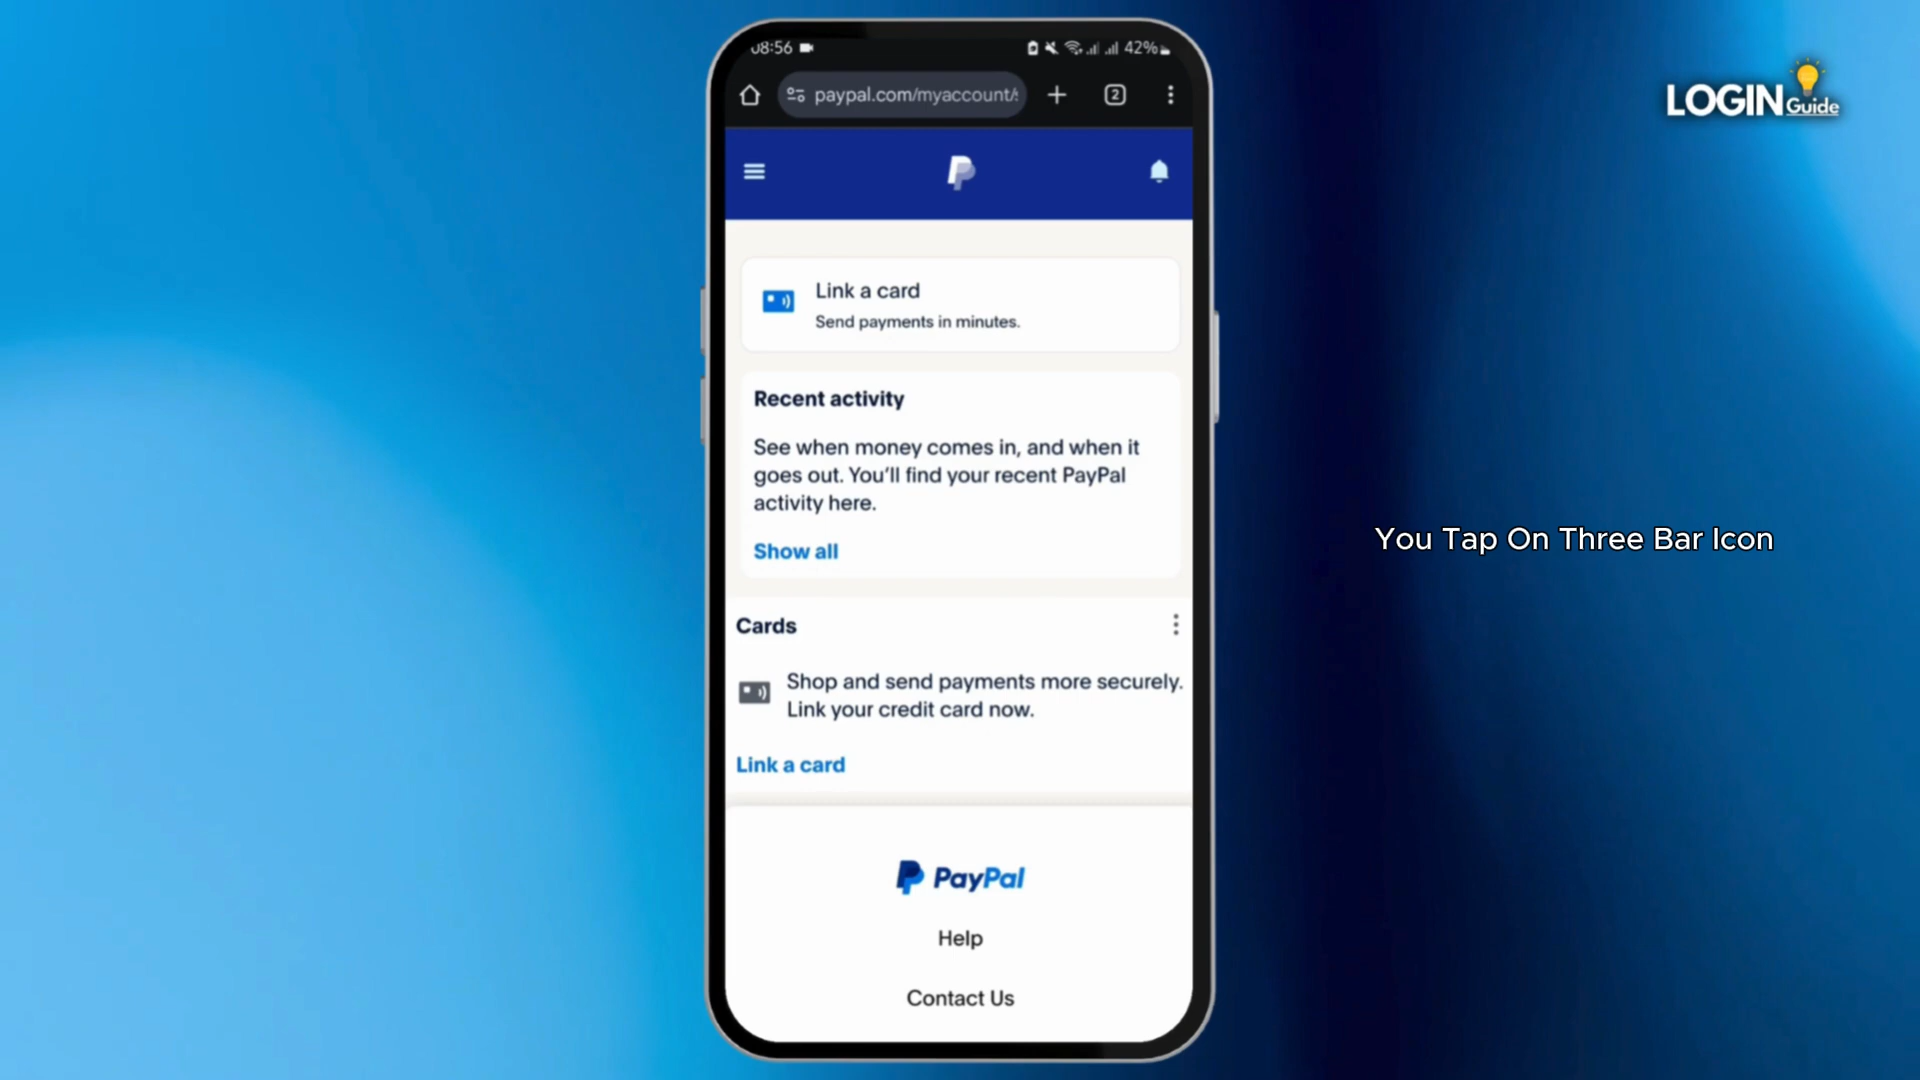 08:56
42%
paypal.com/myaccount/
2
LOGIN Guide
Link a card
Send payments in minutes.
Recent activity
See when money comes in, and when it
goes out. You'll find your recent PayPal
activity here.
Show all
You Tap On Three Bar Icon
Cards
Shop and send payments more securely.
Link your credit card now.
Link a card
PayPal
Help
Contact Us